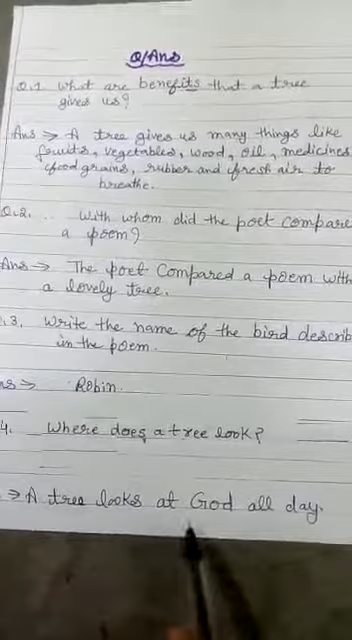 Q/Ans
Q.1 What are benefits that a tree
gives us?
Ans ⇒ A tree gives us many things like
fruits, vegetables, wood, oil, medicines
food grains, rubber and fresh air to
breathe.
Q.2. .. With whom did the poet compare
a poem?
Ans ⇒ The poet Compared a poem with
a lovely tree.
.3. Write the name of the bird describ
in the poem.
ns ⇒ Robin.
4. Where does a tree look?
⇒ A tree looks at God all day.